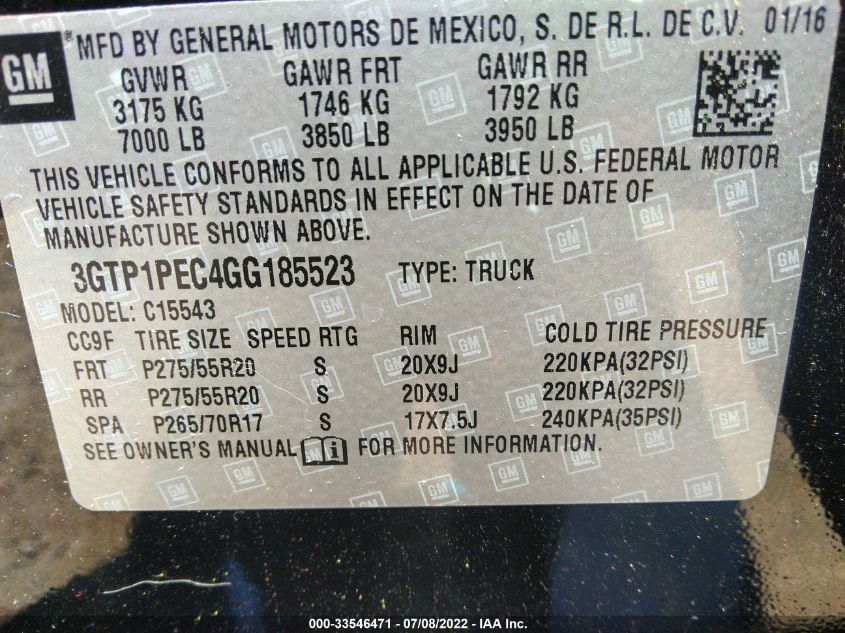 GM ® MFD BY GENERAL MOTORS DE MEXICO, S. DE R.L. DE C.V. 01/16
GVWR GAWR FRT GAWR RR
3175 KG 1746 KG 1792 KG
7000 LB 3850 LB 3950 LB
THIS VEHICLE CONFORMS TO ALL APPLICABLE U.S. FEDERAL MOTOR
VEHICLE SAFETY STANDARDS IN EFFECT ON THE DATE OF
MANUFACTURE SHOWN ABOVE.
3GTP1PEC4GG185523 TYPE: TRUCK
MODEL: C15543
CC9F TIRE SIZE SPEED RTG RIM COLD TIRE PRESSURE
FRT P275/55R20 S 20X9J 220KPA(32PSI)
RR P275/55R20 S 20X9J 220KPA(32PSI)
SPA P265/70R17 S 17X7.5J 240KPA(35PSI)
SEE OWNER'S MANUAL i FOR MORE INFORMATION.
000-33546471 - 07/08/2022 - IAA Inc.